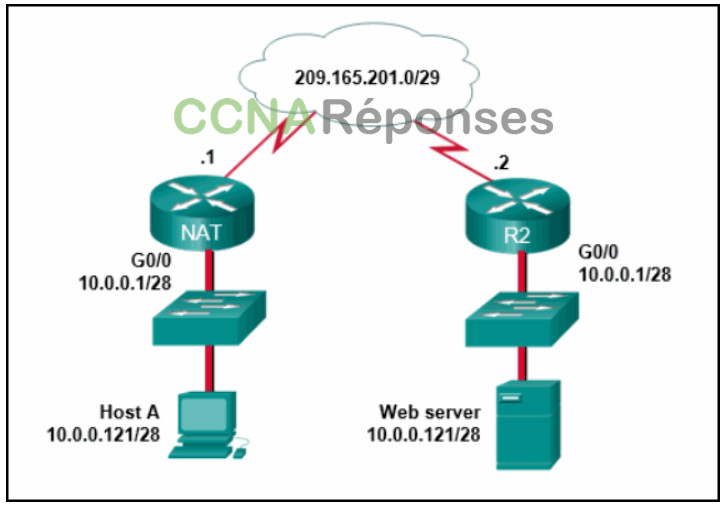 209.165.201.0/29
CCNARéponses
.1
.2
NAT
R2
G0/0
10.0.0.1/28
G0/0
10.0.0.1/28
Host A
10.0.0.121/28
Web server
10.0.0.121/28